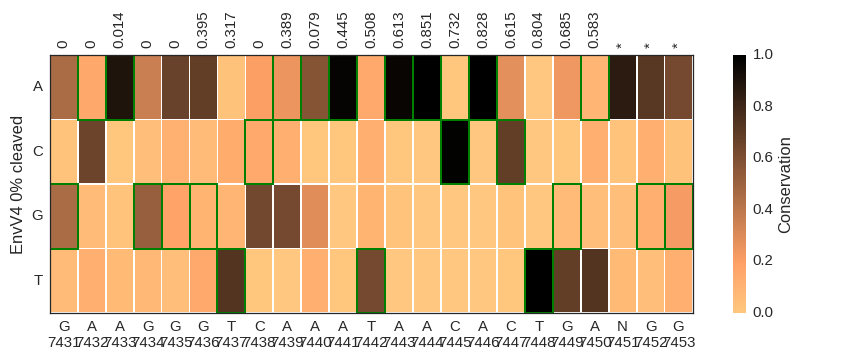 0 0 0.014 0 0 0.395 0.317 0 0.389 0.079 0.445 0.508 0.613 0.851 0.732 0.828 0.615 0.804 0.685 0.583 * * *
EnvV4 0% cleaved
A
C
G
T
G A A G G G T C A A A T A A C A C T G A N G G
7431 7432 7433 7434 7435 7436 7437 7438 7439 7440 7441 7442 7443 7444 7445 7446 7447 7448 7449 7450 7451 7452 7453
1.0
0.8
0.6
0.4
0.2
0.0
Conservation